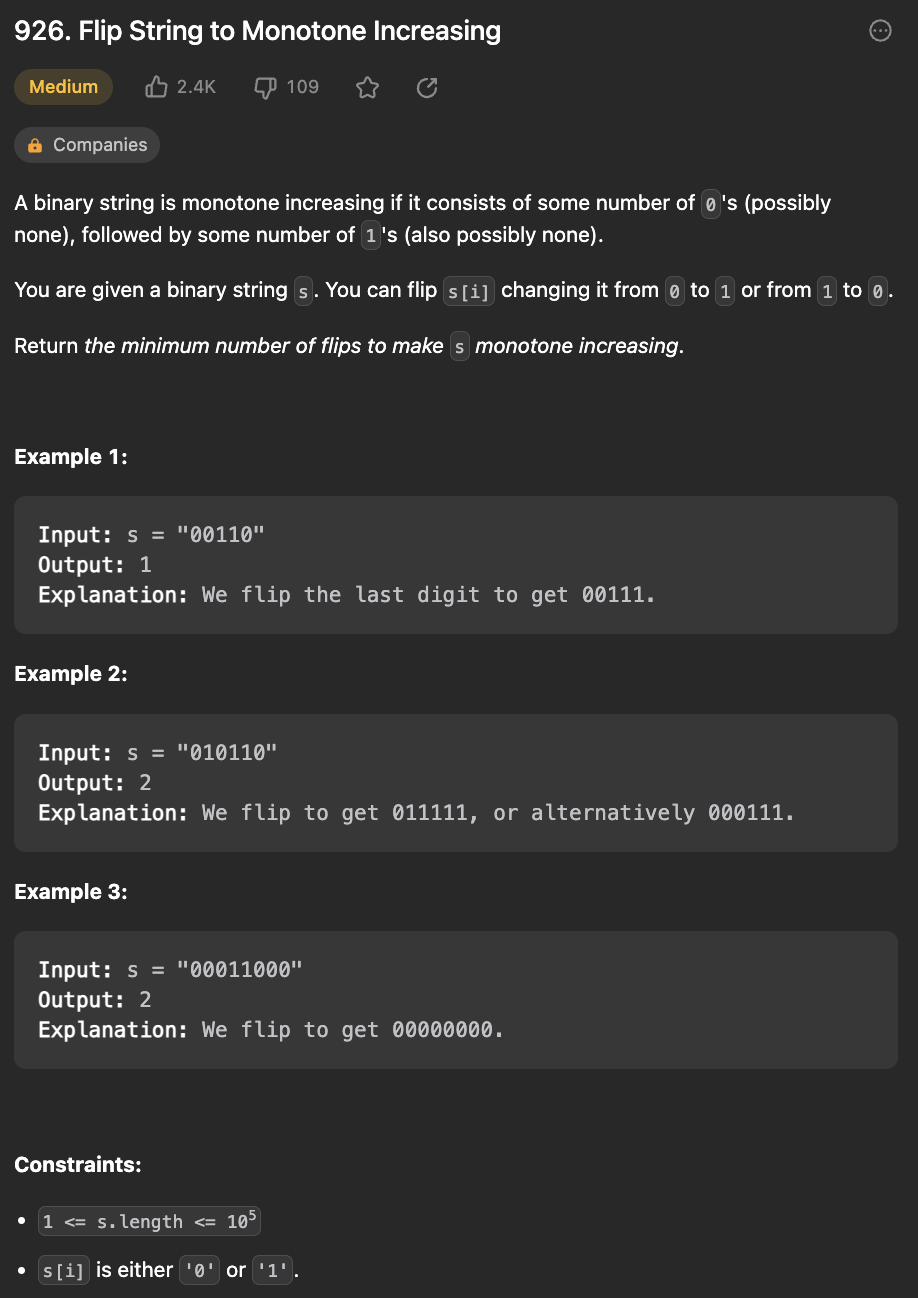 926. Flip String to Monotone Increasing
Medium 2.4K 109
Companies
A binary string is monotone increasing if it consists of some number of 0's (possibly
none), followed by some number of 1's (also possibly none).
You are given a binary string s. You can flip s[i] changing it from 0 to 1 or from 1 to 0.
Return the minimum number of flips to make s monotone increasing.
Example 1:
Input: s = "00110"
Output: 1
Explanation: We flip the last digit to get 00111.
Example 2:
Input: s = "010110"
Output: 2
Explanation: We flip to get 011111, or alternatively 000111.
Example 3:
Input: s = "00011000"
Output: 2
Explanation: We flip to get 00000000.
Constraints:
• 1 <= s.length <= 10⁵
• s[i] is either '0' or '1'.